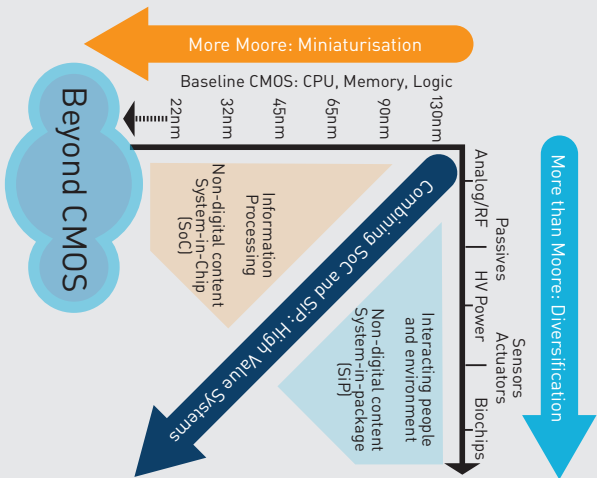 More Moore: Miniaturisation
Baseline CMOS: CPU, Memory, Logic
130nm
90nm
65nm
45nm
32nm
22nm
Beyond CMOS
More than Moore: Diversification
Analog/RF
Passives
HV Power
Sensors
Actuators
Biochips
Information
Processing
Non-digital content
System-in-Chip
(SoC)
Combining SoC and SiP: High Value Systems
Interacting people
and environment
Non-digital content
System-in-package
(SiP)